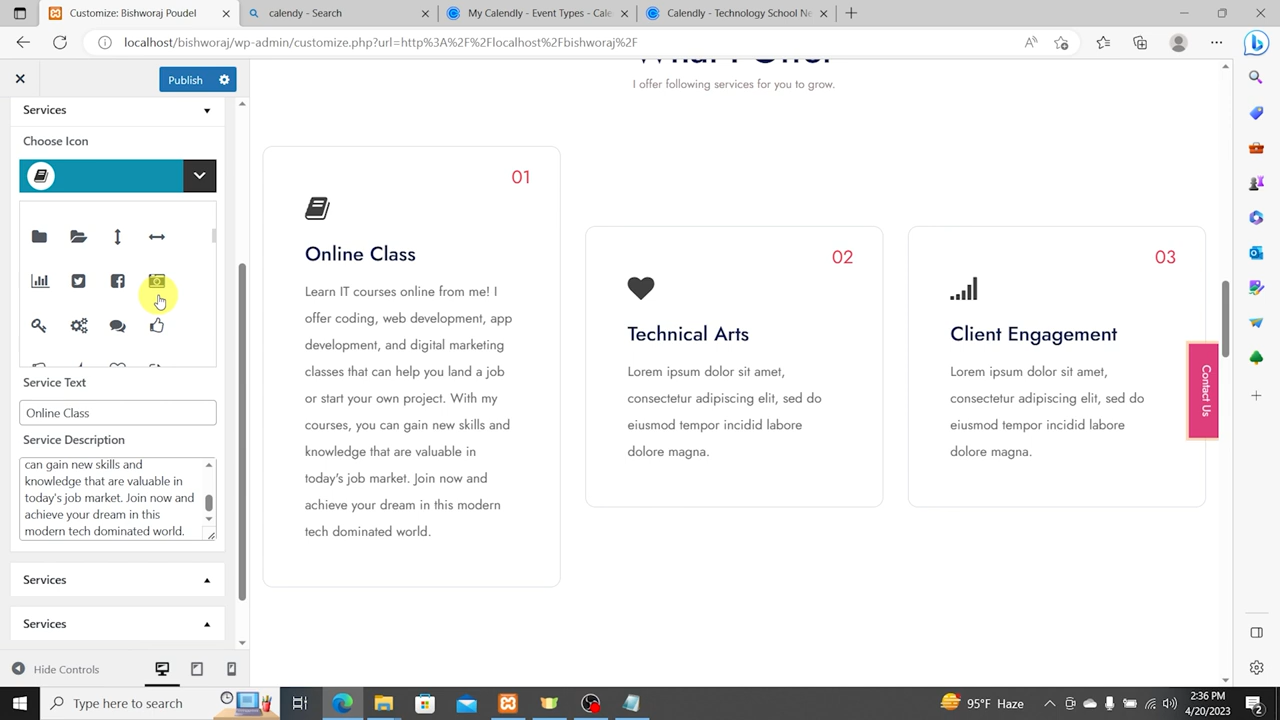 Customize: Bishworaj Poudel
calendy - Search
My Calendly - Event Types - Cale
Calendly - Technology School Ne
localhost/bishworaj/wp-admin/customize.php?url=http%3A%2F%2Flocalhost%2Fbishworaj%2F
Publish
Services
Choose Icon
Service Text
Online Class
Service Description
can gain new skills and
knowledge that are valuable in
today's job market. Join now and
achieve your dream in this
modern tech dominated world.
Services
Services
Hide Controls
What I Offer
I offer following services for you to grow.
01
Online Class
Learn IT courses online from me! I
offer coding, web development, app
development, and digital marketing
classes that can help you land a job
or start your own project. With my
courses, you can gain new skills and
knowledge that are valuable in
today's job market. Join now and
achieve your dream in this modern
tech dominated world.
02
Technical Arts
Lorem ipsum dolor sit amet,
consectetur adipiscing elit, sed do
eiusmod tempor incidid labore
dolore magna.
03
Client Engagement
Lorem ipsum dolor sit amet,
consectetur adipiscing elit, sed do
eiusmod tempor incidid labore
dolore magna.
Contact Us
Type here to search
95°F Haze
2:36 PM
4/20/2023
2